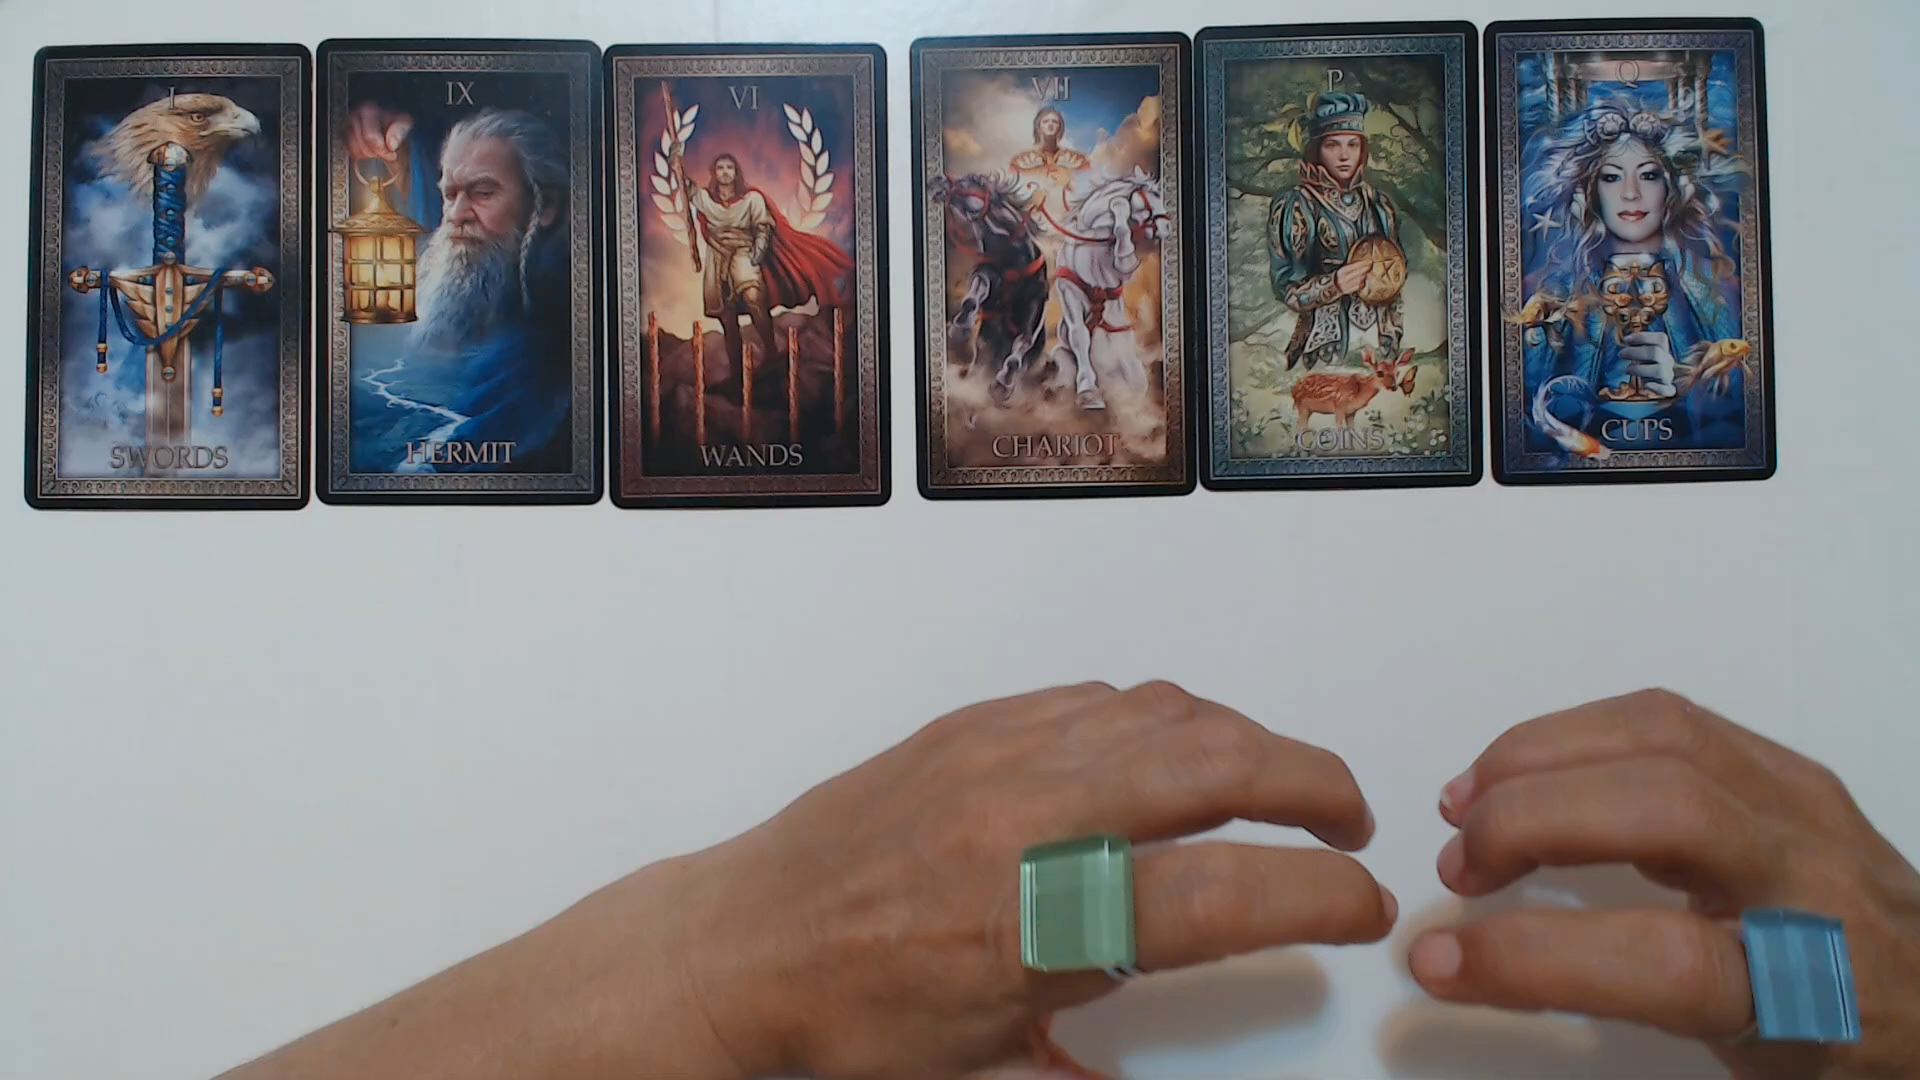 I
SWORDS
IX
HERMIT
VI
WANDS
VII
CHARIOT
P
COINS
Q
CUPS